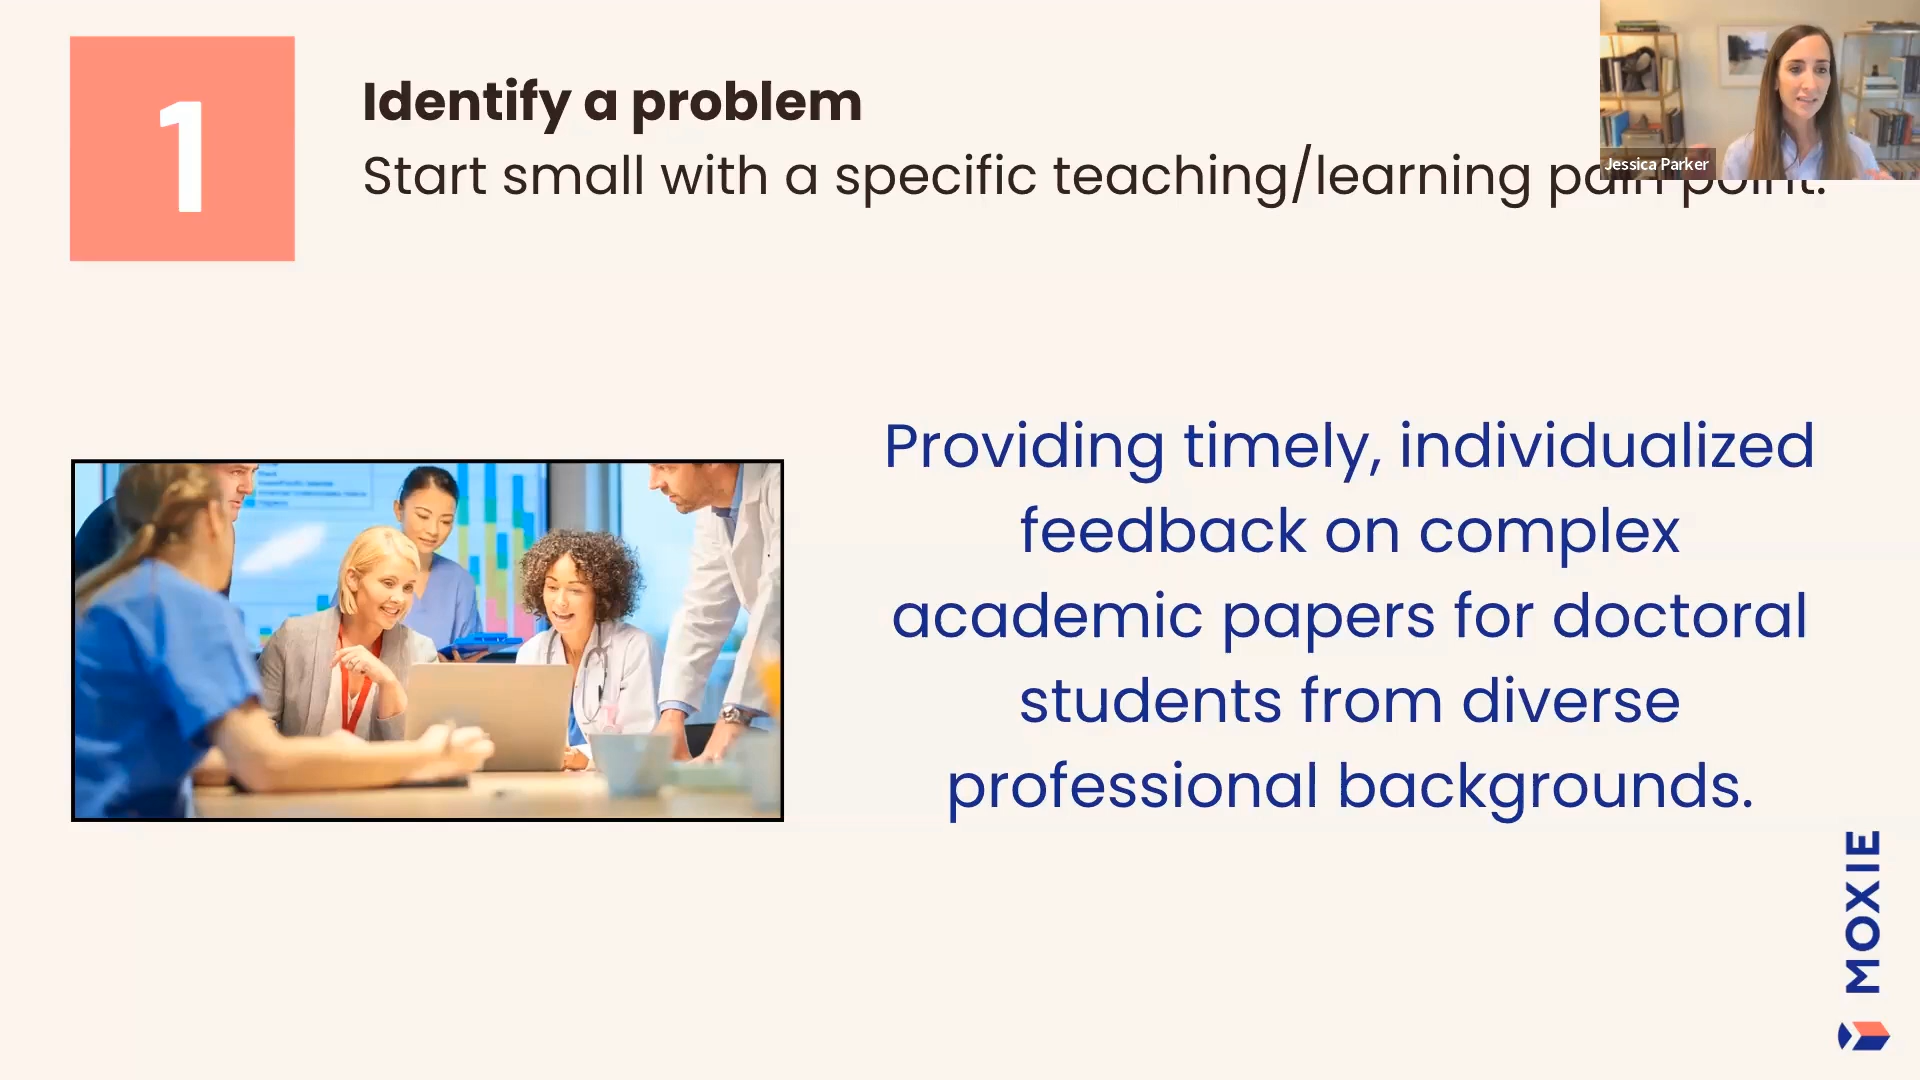 1
Identify a problem
Start small with a specific teaching/learning pain point.
Jessica Parker
Providing timely, individualized
feedback on complex
academic papers for doctoral
students from diverse
professional backgrounds.
MOXIE